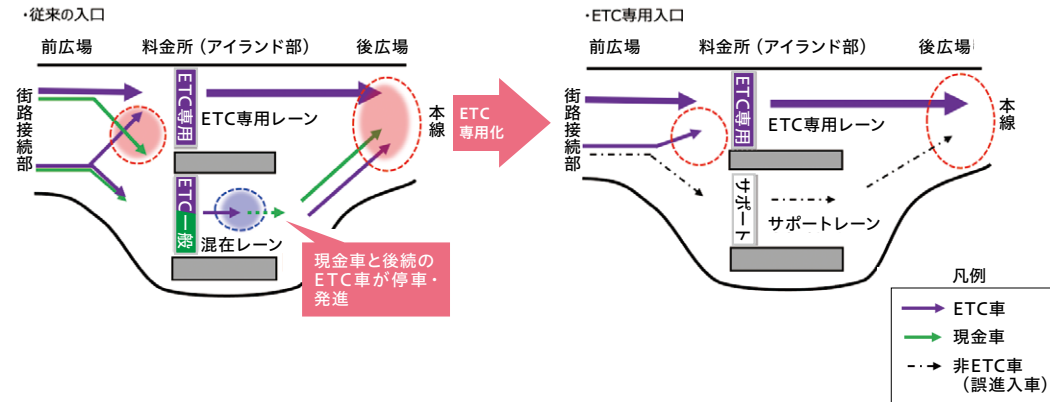 ・従来の入口
前広場
料金所（アイランド部）
後広場
街路接続部
ETC専用
ETC専用レーン
本線
ETC
一般
混在レーン
現金車と後続の
ETC車が停車・
発進
ETC
専用化
・ETC専用入口
前広場
料金所（アイランド部）
後広場
街路接続部
ETC専用
ETC専用レーン
本線
サポート
サポートレーン
凡例
ETC車
現金車
非ETC車
（誤進入車）